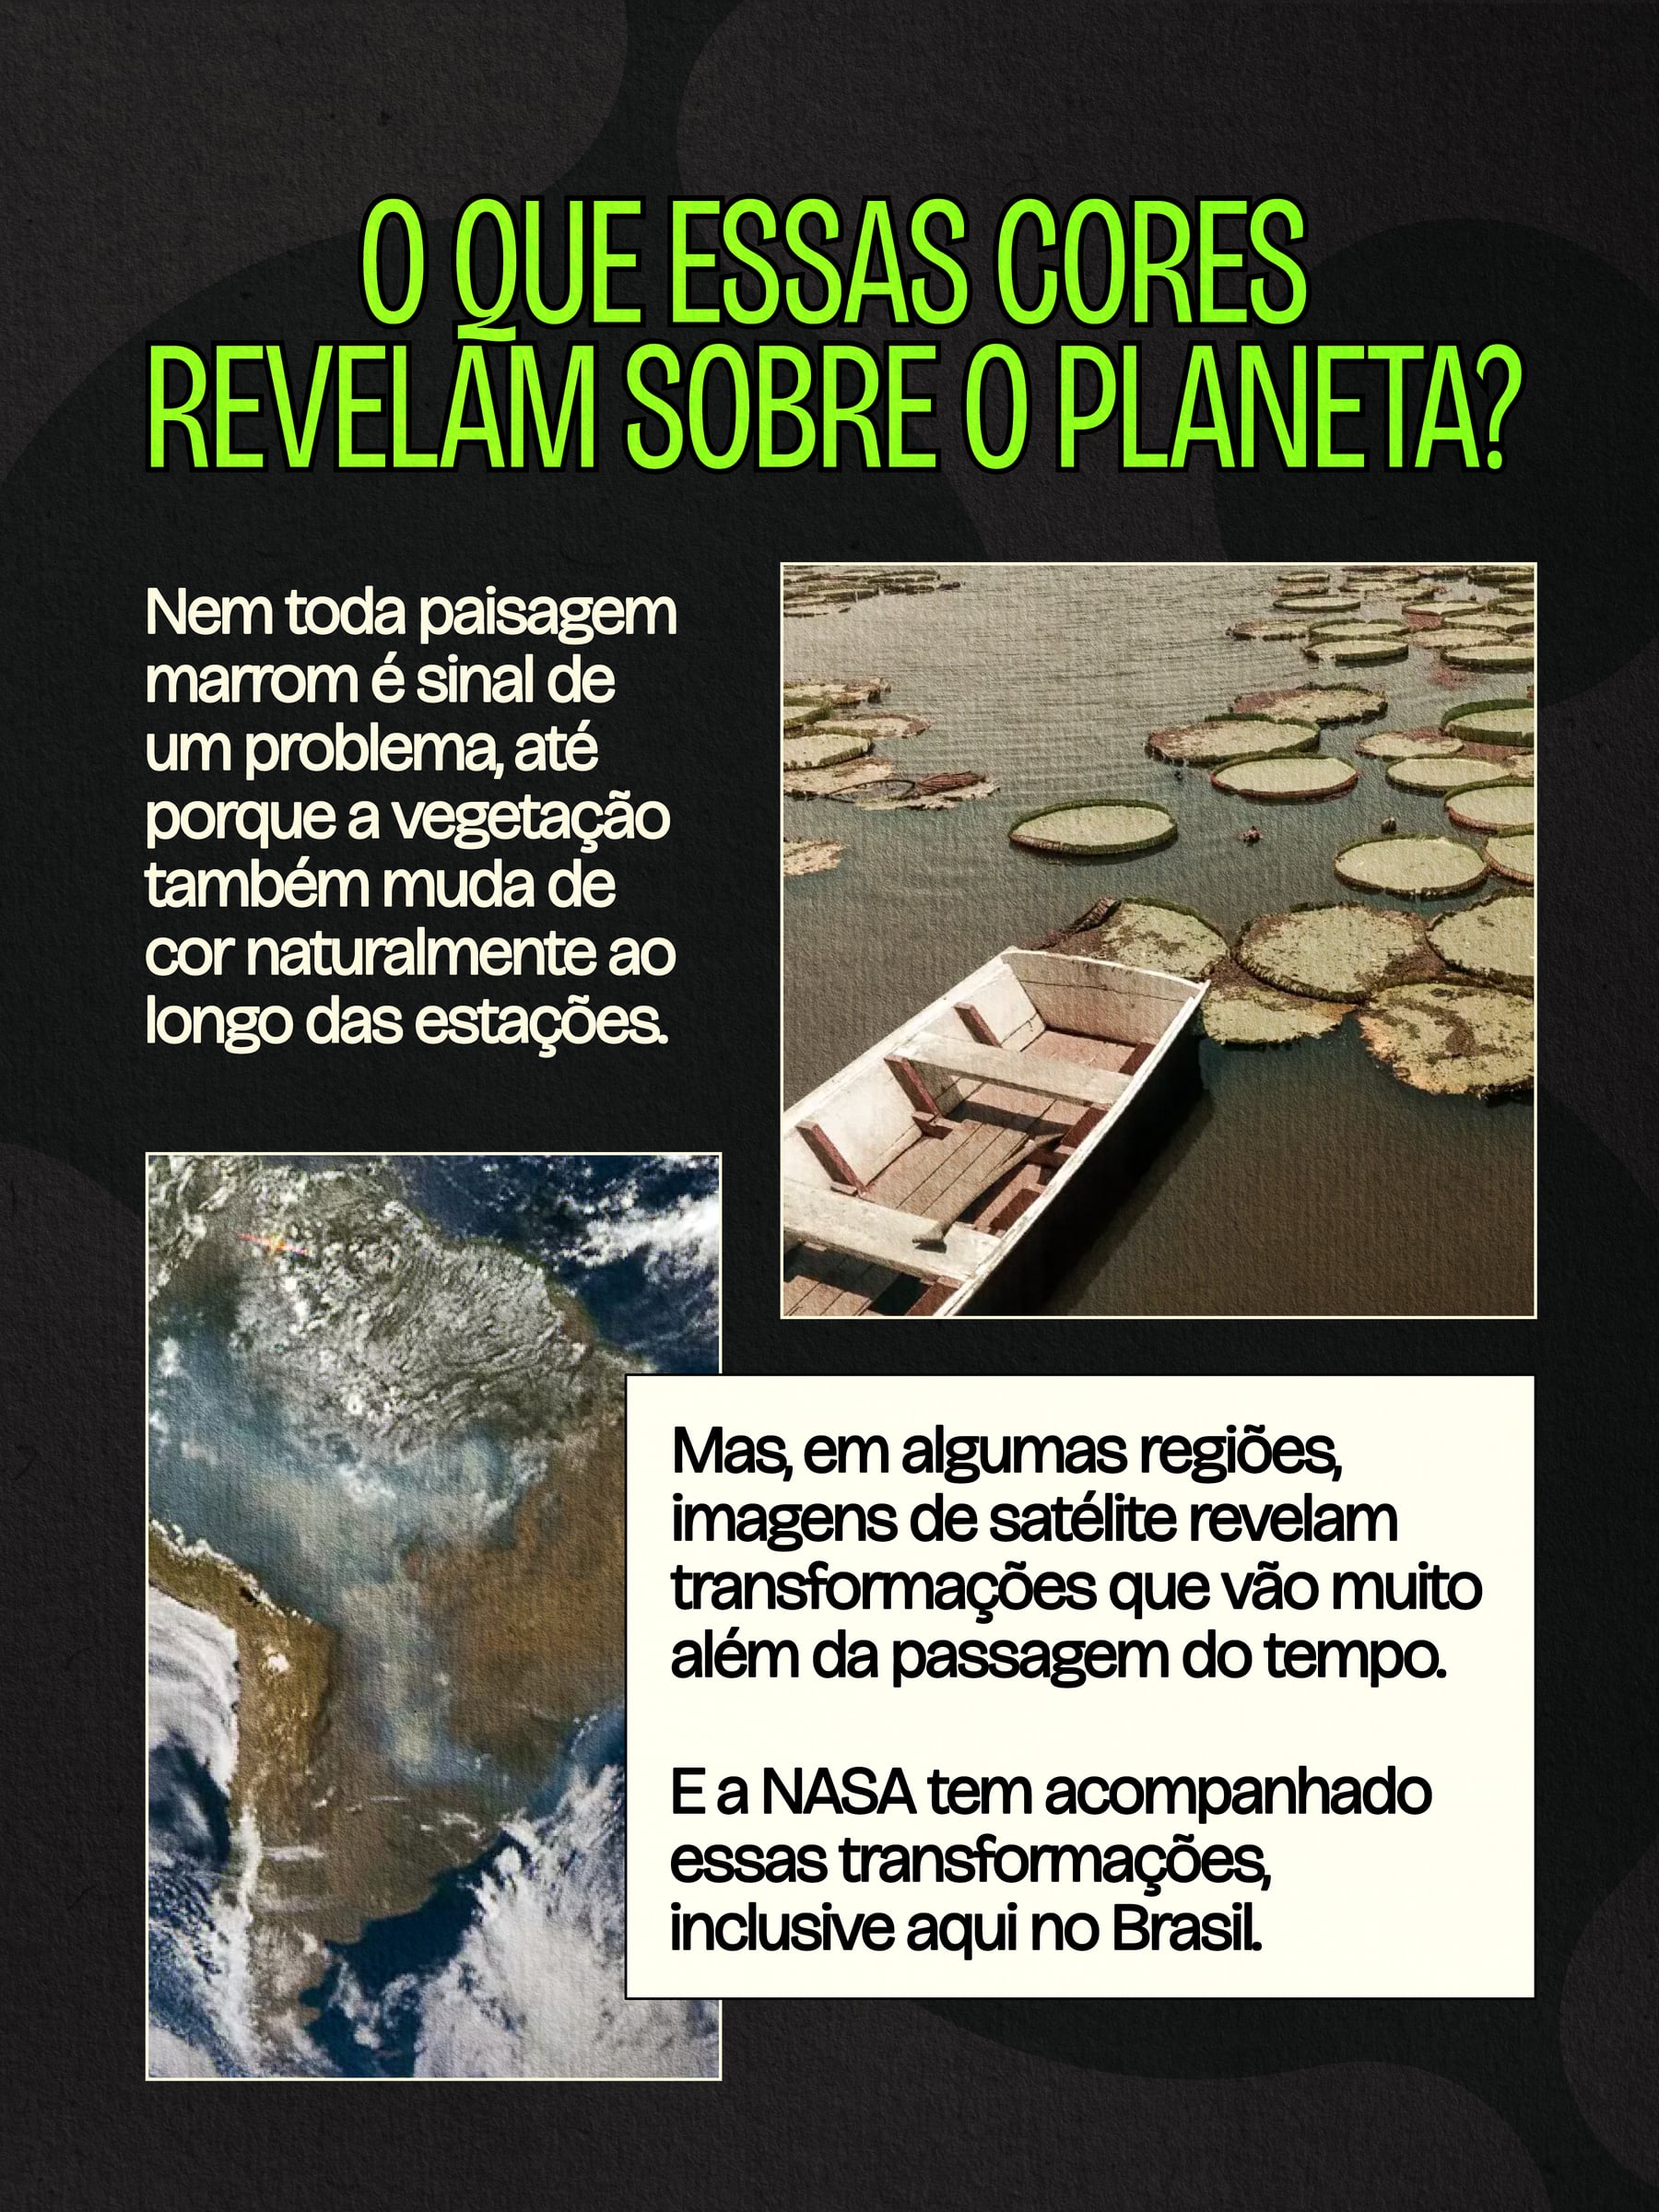 O QUE ESSAS CORES
REVELAM SOBRE O PLANETA?
Nem toda paisagem
marrom é sinal de
um problema, até
porque a vegetação
também muda de
cor naturalmente ao
longo das estações.
Mas, em algumas regiões,
imagens de satélite revelam
transformações que vão muito
além da passagem do tempo.
E a NASA tem acompanhado
essas transformações,
inclusive aqui no Brasil.